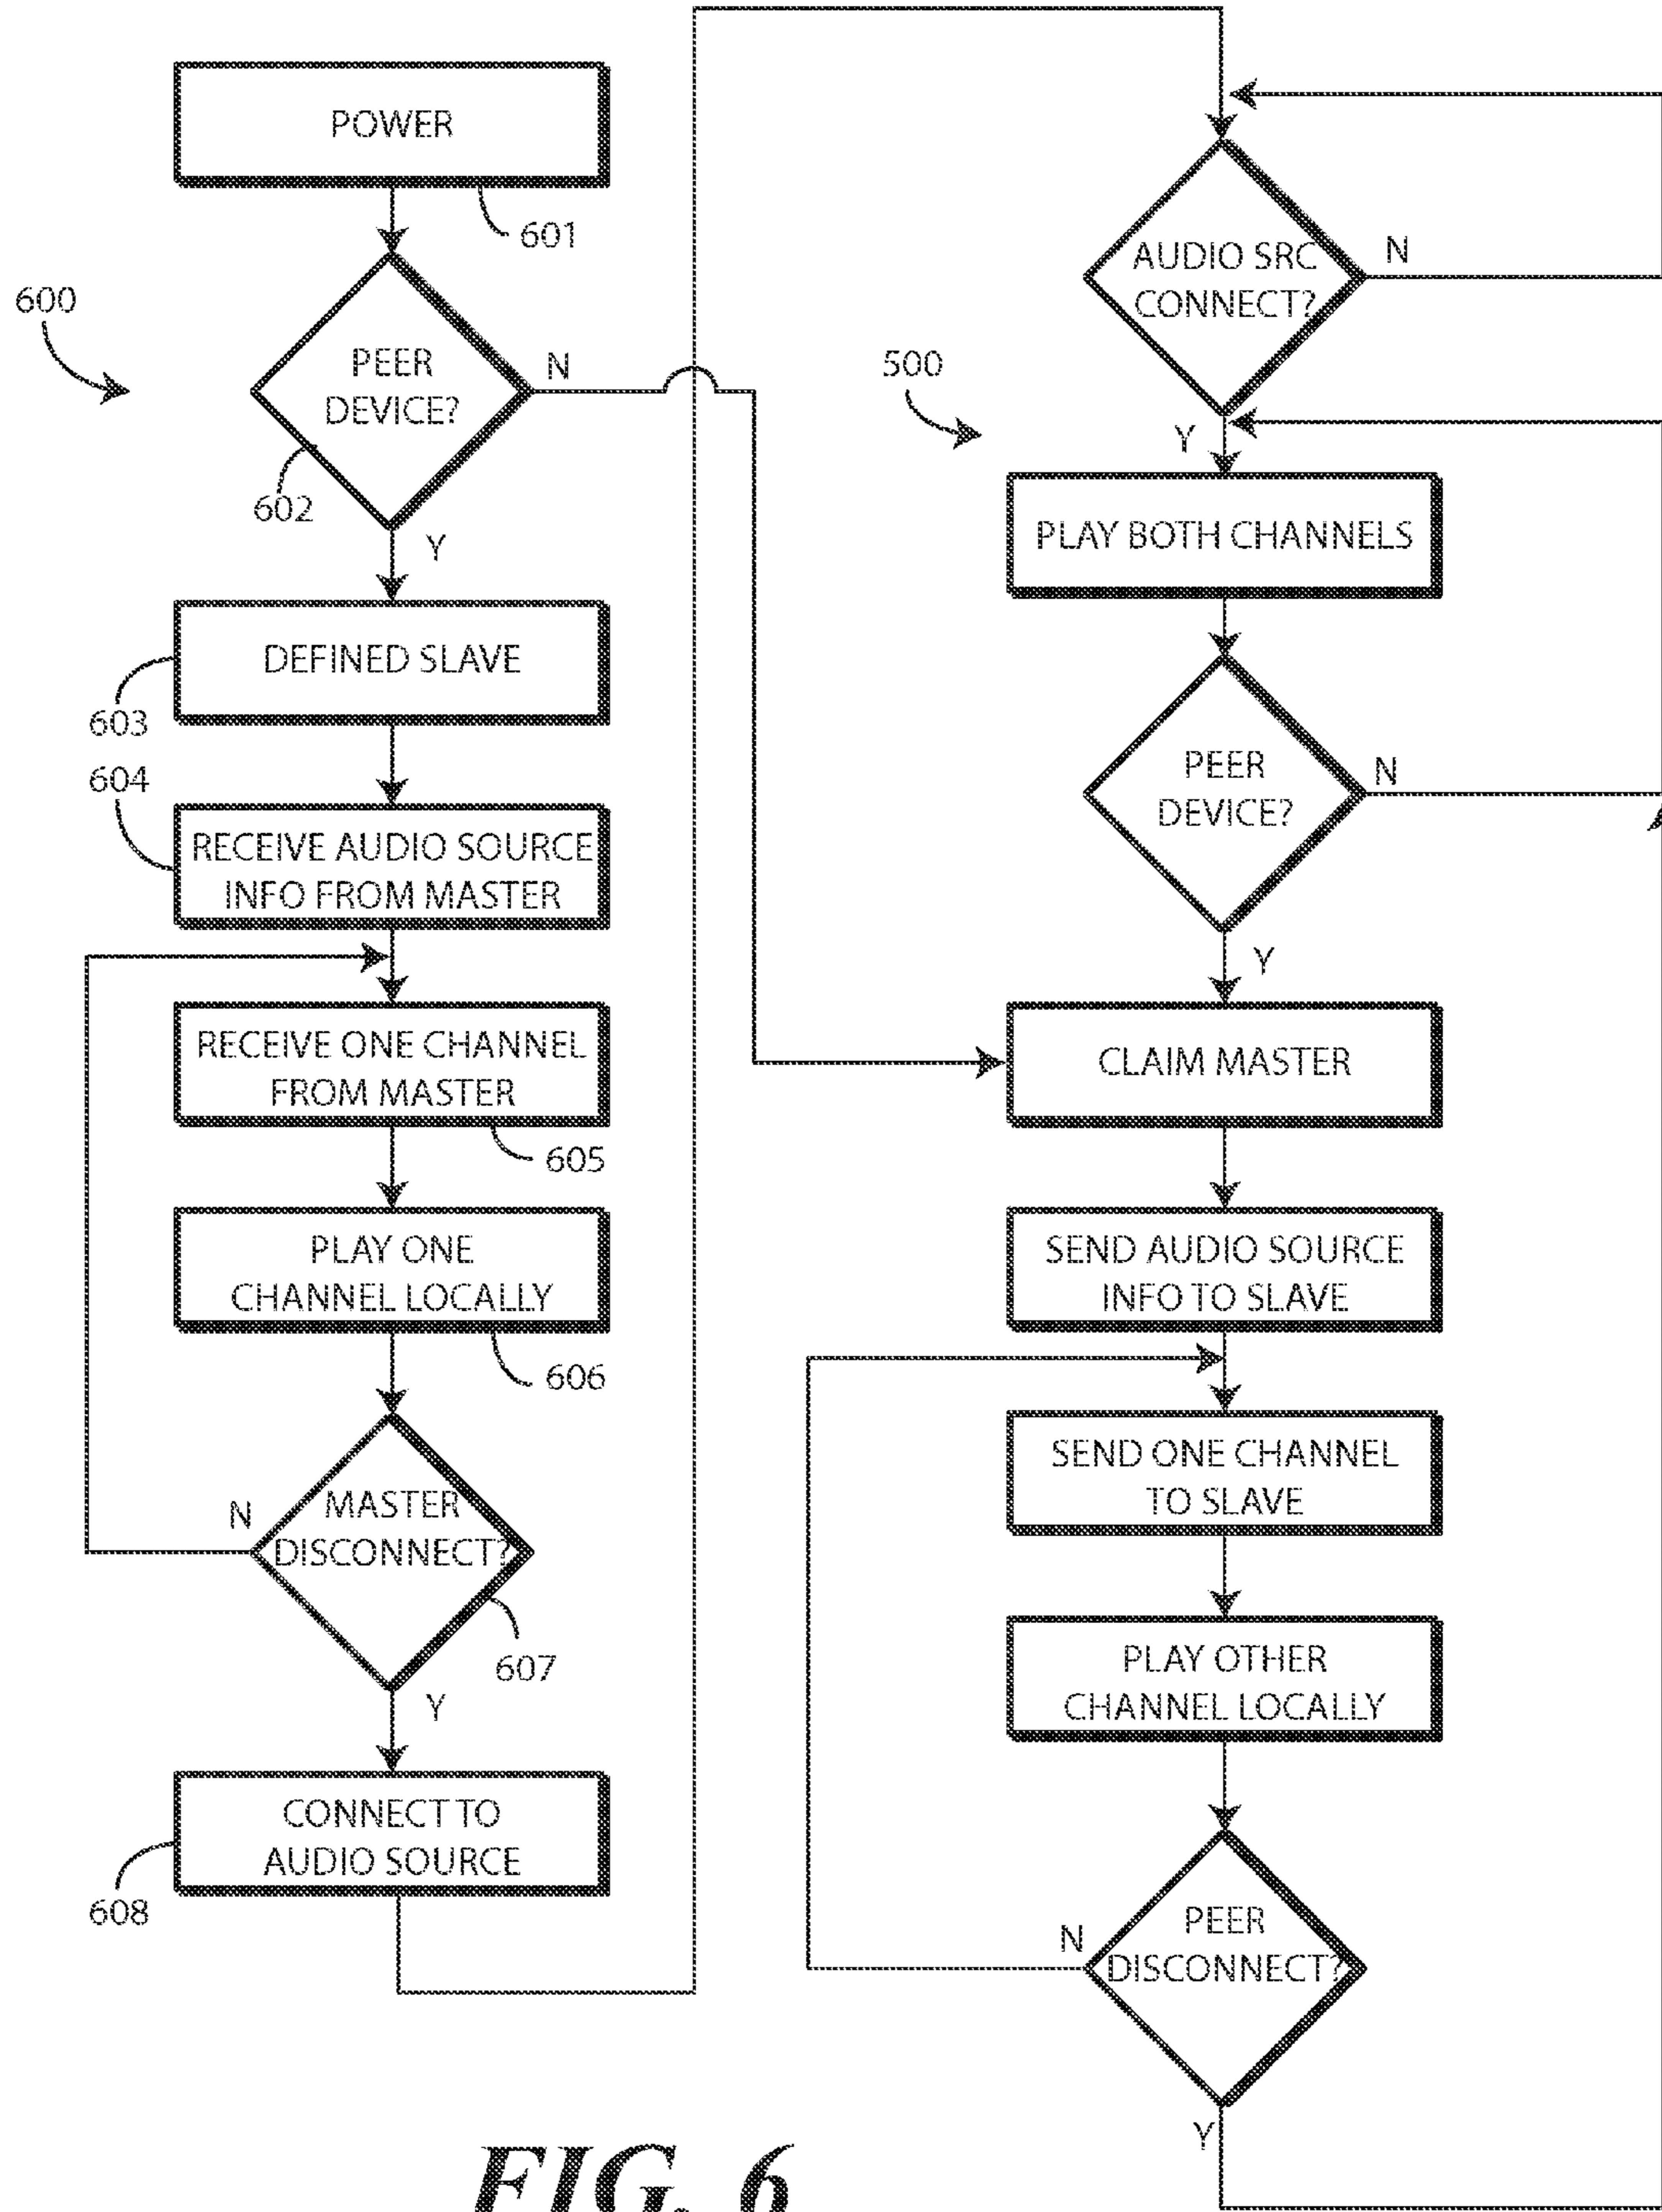 POWER
601
600
PEER
DEVICE?
N
602
Y
DEFINED SLAVE
603
604
RECEIVE AUDIO SOURCE
INFO FROM MASTER
RECEIVE ONE CHANNEL
FROM MASTER
605
PLAY ONE
CHANNEL LOCALLY
606
MASTER
DISCONNECT?
N
607
Y
CONNECT TO
AUDIO SOURCE
608
AUDIO SRC
CONNECT?
N
500
Y
PLAY BOTH CHANNELS
PEER
DEVICE?
N
Y
CLAIM MASTER
SEND AUDIO SOURCE
INFO TO SLAVE
SEND ONE CHANNEL
TO SLAVE
PLAY OTHER
CHANNEL LOCALLY
PEER
DISCONNECT?
N
Y
FIG. 6